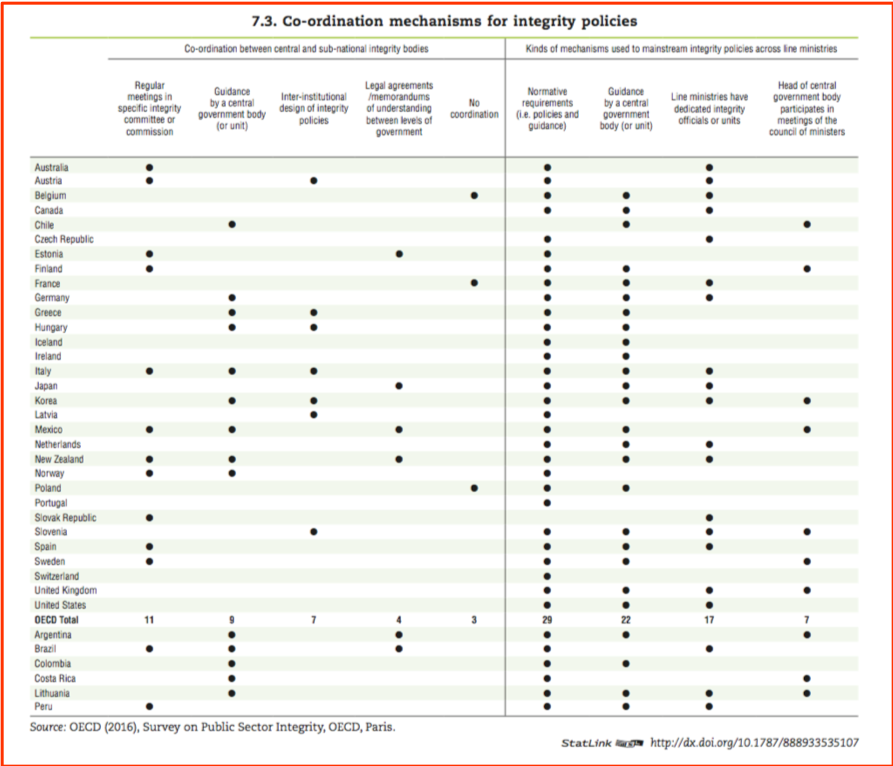 7.3. Co-ordination mechanisms for integrity policies
Co-ordination between central and sub-national integrity bodies
Kinds of mechanisms used to mainstream integrity policies across line ministries
Regular
meetings in
specific integrity
committee or
commission
Guidance
by a central
government body
(or unit)
Inter-institutional
design of integrity
policies
Legal agreements
/memorandums
of understanding
between levels of
government
No
coordination
Normative
requirements
(i.e. policies and
guidance)
Guidance
by a central
government
body (or unit)
Line ministries have
dedicated integrity
officials or units
Head of central
government body
participates in
meetings of the
council of ministers
Australia ● ● ●
Austria ● ● ● ●
Belgium ● ● ● ●
Canada ● ● ●
Chile ● ● ●
Czech Republic ● ●
Estonia ● ● ●
Finland ● ● ● ●
France ● ● ● ●
Germany ● ● ● ●
Greece ● ● ● ●
Hungary ● ● ● ●
Iceland ● ●
Ireland ● ●
Italy ● ● ● ● ● ●
Japan ● ● ● ●
Korea ● ● ● ● ● ●
Latvia ● ●
Mexico ● ● ● ● ● ●
Netherlands ● ● ●
New Zealand ● ● ● ● ● ●
Norway ● ● ●
Poland ● ● ●
Portugal ●
Slovak Republic ● ●
Slovenia ● ● ● ● ●
Spain ● ● ● ●
Sweden ● ● ● ●
Switzerland ●
United Kingdom ● ● ● ●
United States ● ● ●
OECD Total 11 9 7 4 3 29 22 17 7
Argentina ● ● ● ● ●
Brazil ● ● ● ● ●
Colombia ● ● ●
Costa Rica ● ● ●
Lithuania ● ● ● ● ●
Peru ● ● ● ●
Source: OECD (2016), Survey on Public Sector Integrity, OECD, Paris.
StatLink http://dx.doi.org/10.1787/888933535107